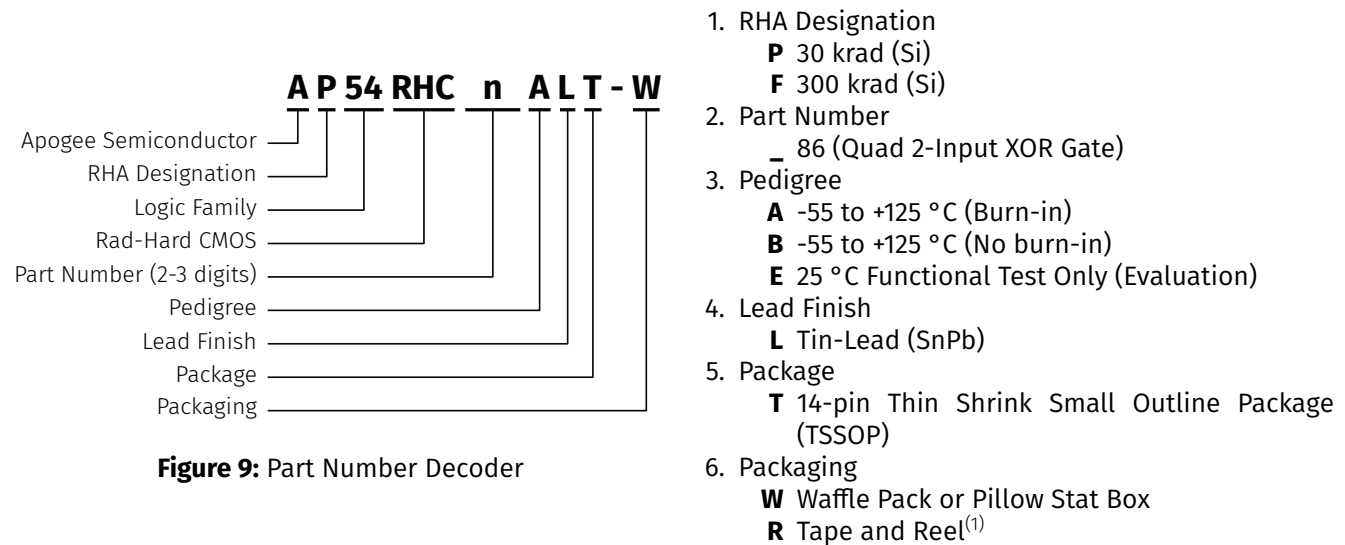 A P 54 RHC n A L T - W
Apogee Semiconductor
RHA Designation
Logic Family
Rad-Hard CMOS
Part Number (2-3 digits)
Pedigree
Lead Finish
Package
Packaging
Figure 9: Part Number Decoder
1. RHA Designation
P 30 krad (Si)
F 300 krad (Si)
2. Part Number
_ 86 (Quad 2-Input XOR Gate)
3. Pedigree
A -55 to +125 °C (Burn-in)
B -55 to +125 °C (No burn-in)
E 25 °C Functional Test Only (Evaluation)
4. Lead Finish
L Tin-Lead (SnPb)
5. Package
T 14-pin Thin Shrink Small Outline Package
(TSSOP)
6. Packaging
W Waffle Pack or Pillow Stat Box
R Tape and Reel(1)